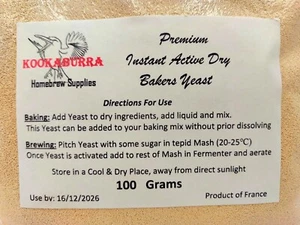 Premium
KOOKABURRA
Instant Active Dry
Homebrew Supplies
Bakers Yeast
Directions For Use
Baking: Add Yeast to dry ingredients, add liquid and mix.
This Yeast can be added to your baking mix without prior dissolving
Brewing: Pitch Yeast with some sugar in tepid Mash (20-25℃)
Once Yeast is activated add to rest of Mash in Fermenter and aerate
Store in a Cool & Dry Place, away from direct sunlight
100 Grams
Use bv: 16/12/2026
Product of France